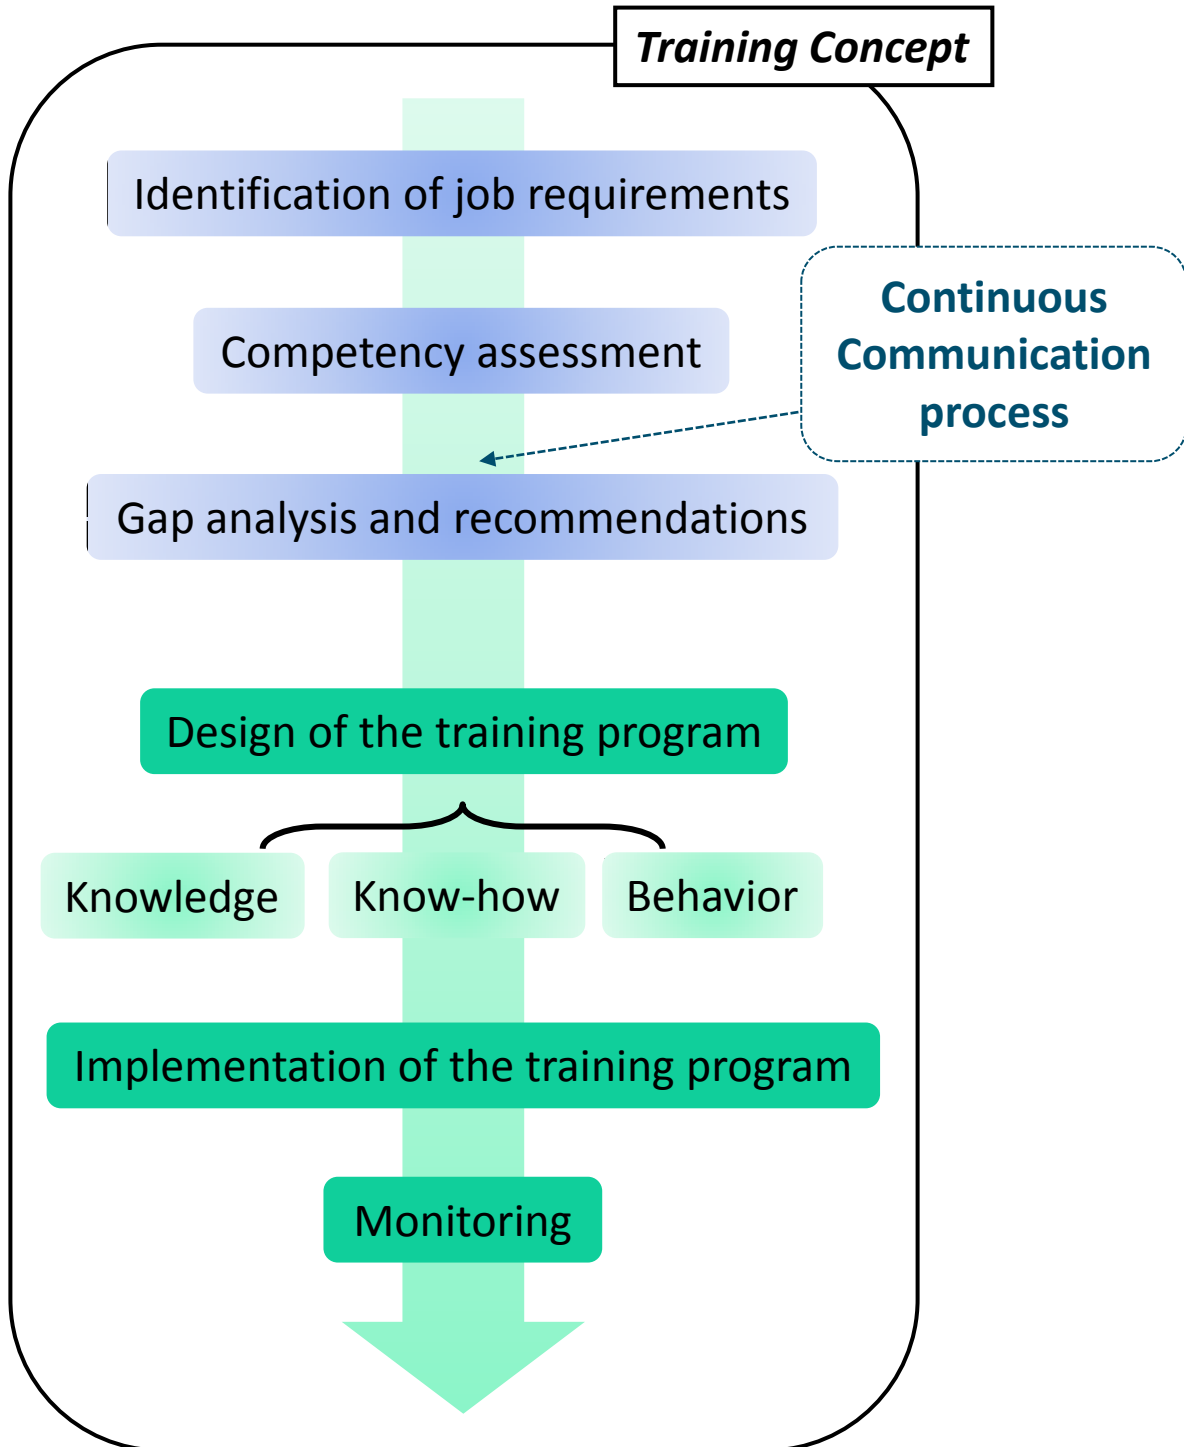 Training Concept
Identification of job requirements
Continuous
Communication
process
Competency assessment
Gap analysis and recommendations
Design of the training program
Knowledge
Know-how
Behavior
Implementation of the training program
Monitoring